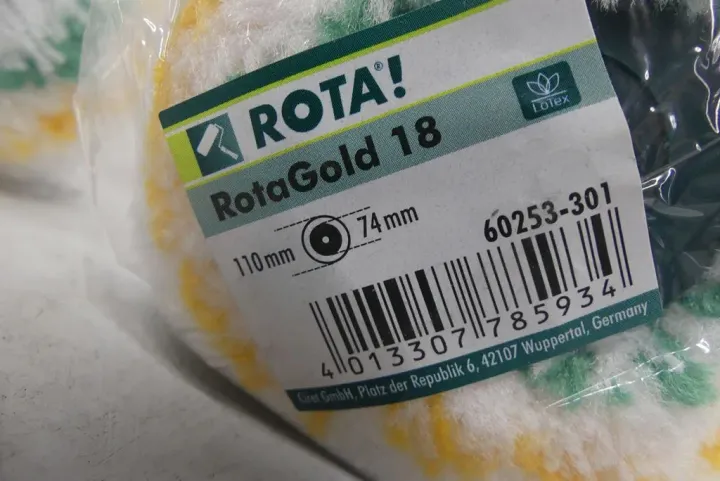 ROTA®!
LoTex
RotaGold 18
110mm
74mm
60253-301
4 013307 785934
GmbH, Platz der Republik 6, 42107 Wuppertal, Germany